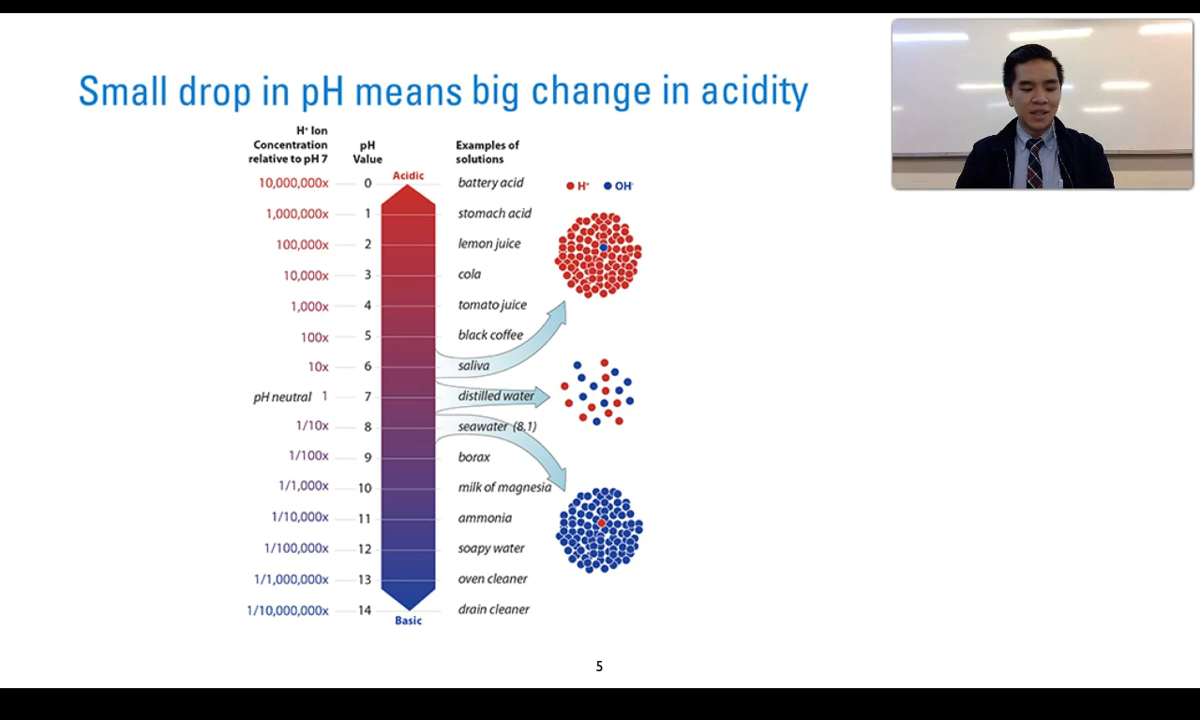 Small drop in pH means big change in acidity
H⁺ Ion
Concentration
relative to pH 7
pH
Value
Examples of
solutions
Acidic
10,000,000x 0 battery acid
H⁺ OH⁻
1,000,000x 1 stomach acid
100,000x 2 lemon juice
10,000x 3 cola
1,000x 4 tomato juice
100x 5 black coffee
10x 6 saliva
pH neutral 1 7 distilled water
1/10x 8 seawater (8.1)
1/100x 9 borax
1/1,000x 10 milk of magnesia
1/10,000x 11 ammonia
1/100,000x 12 soapy water
1/1,000,000x 13 oven cleaner
1/10,000,000x 14 drain cleaner
Basic
5